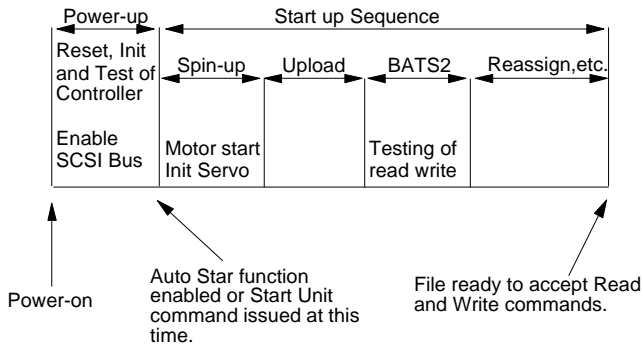 Power-up
Start up Sequence
Reset, Init
and Test of
Controller
Spin-up
Upload
BATS2
Reassign,etc.
Enable
SCSI Bus
Motor start
Init Servo
Testing of
read write
Power-on
Auto Star function
enabled or Start Unit
command issued at this
time.
File ready to accept Read
and Write commands.